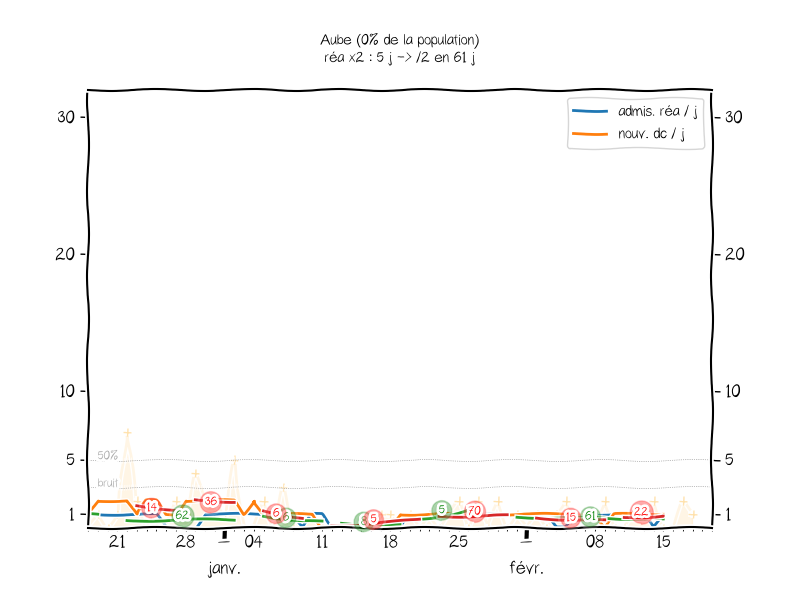 Aube (0% de la population)
réa x2 : 5 j -> /2 en 61 j
admis. réa / j
nouv. dc / j
30 30
20 20
10 10
5 5
50%
bruit
1 1
14 62 36 6 6 5 5 70 15 61 22
21 28 04 11 18 25 08 15
janv. févr.